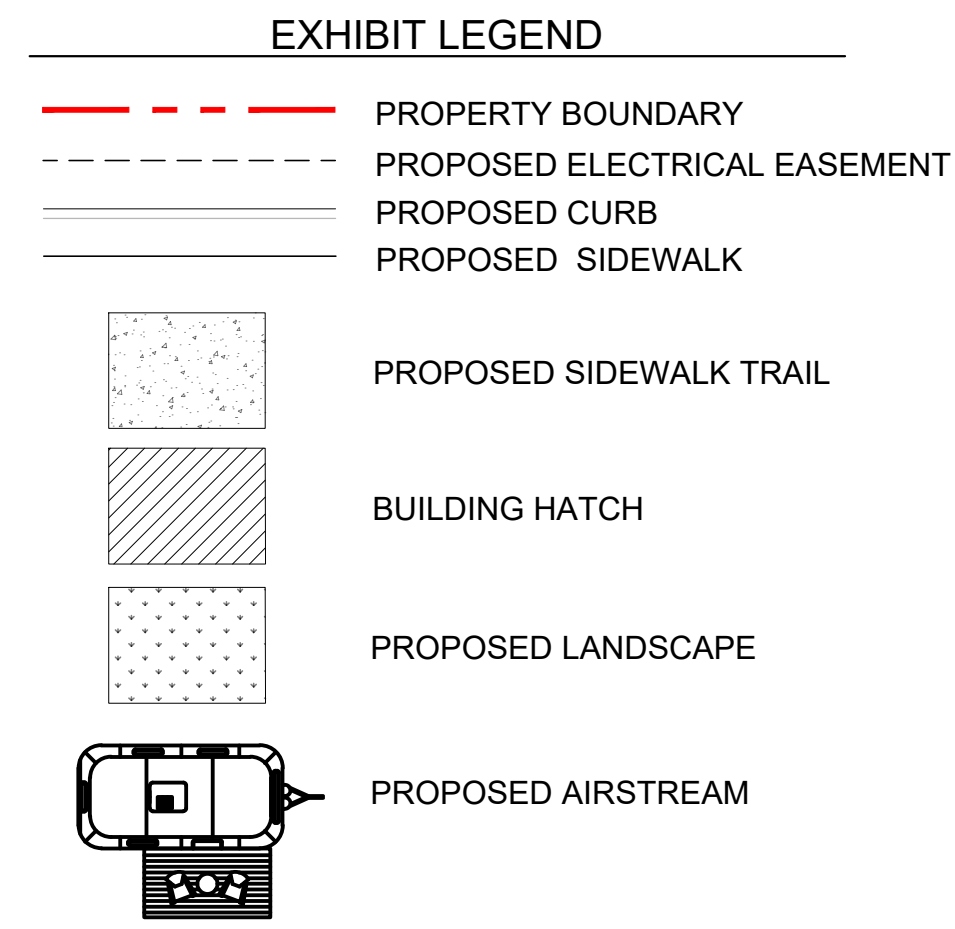 EXHIBIT LEGEND
PROPERTY BOUNDARY
PROPOSED ELECTRICAL EASEMENT
PROPOSED CURB
PROPOSED SIDEWALK
PROPOSED SIDEWALK TRAIL
BUILDING HATCH
PROPOSED LANDSCAPE
PROPOSED AIRSTREAM